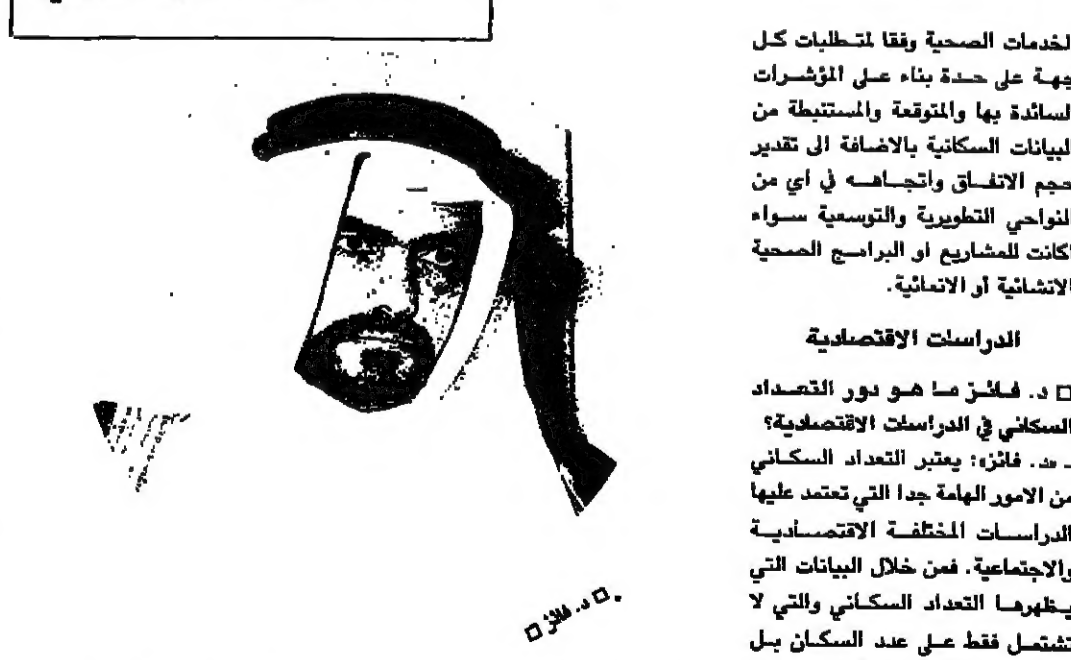 الخدمات الصحية وفقا لمتطلبات كل
جهة على حدة بناء على المؤشرات
السائدة بها والمتوقعة والمستنبطة من
البيانات السكانية بالاضافة الى تقدير
حجم الانفاق واتجاهه في أي من
النواحي التطويرية والتوسعية سواء
اكانت للمشاريع او البرامج الصحية
الانشائية أو الانمائية.
الدراسات الاقتصادية
□ د. فائز ما هو دور التعداد
السكاني في الدراسات الاقتصادية؟
ـ «د. فائز»: يعتبر التعداد السكاني
من الامور الهامة جدا التي تعتمد عليها
الدراسات المختلفة الاقتصادية
والاجتماعية. فمن خلال البيانات التي
يظهرها التعداد السكاني والتي لا
تشتمل فقط على عدد السكان بل
□ د. فائز □